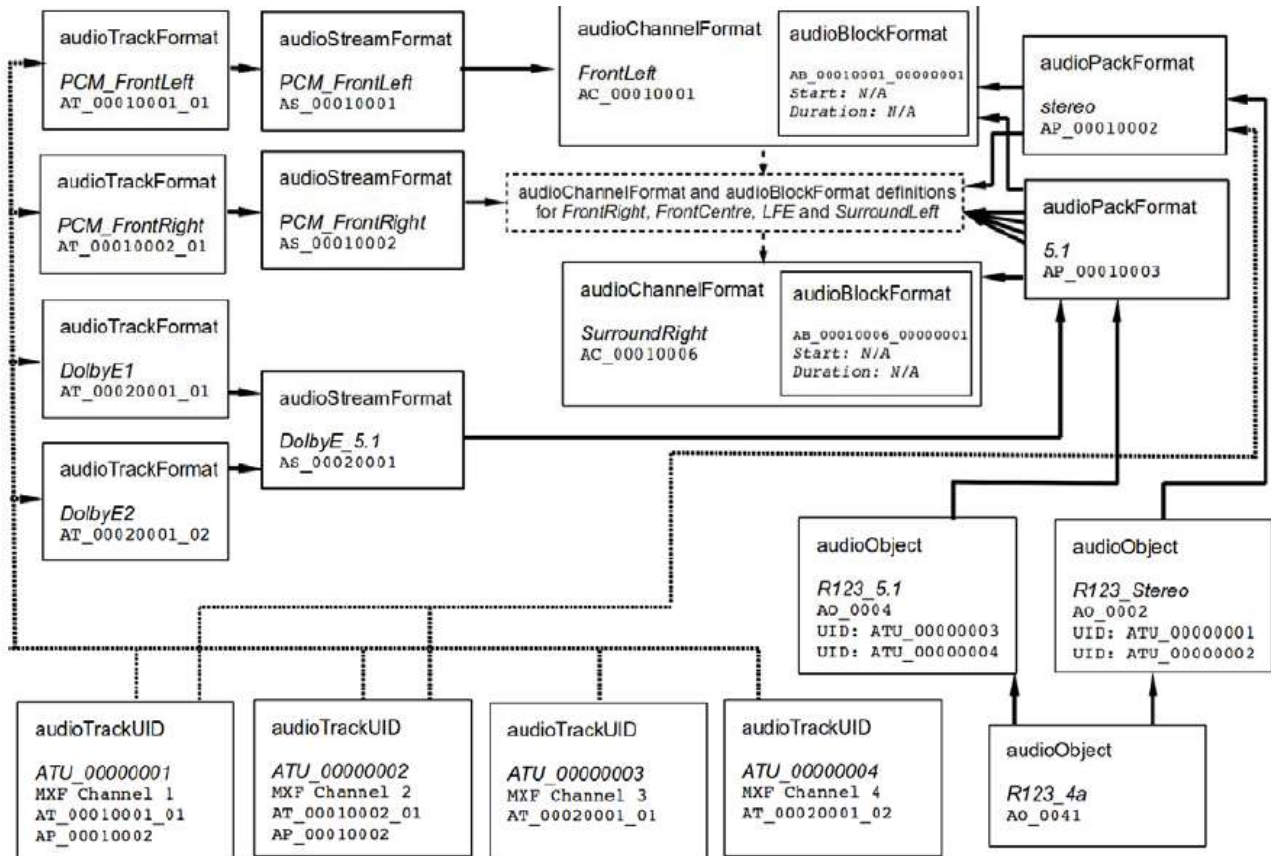 audioTrackFormat
PCM_FrontLeft
AT_00010001_01
audioStreamFormat
PCM_FrontLeft
AS_00010001
audioChannelFormat
FrontLeft
AC_00010001
audioBlockFormat
AB_00010001_00000001
Start: N/A
Duration: N/A
audioPackFormat
stereo
AP_00010002
audioTrackFormat
PCM_FrontRight
AT_00010002_01
audioStreamFormat
PCM_FrontRight
AS_00010002
audioChannelFormat and audioBlockFormat definitions
for FrontRight, FrontCentre, LFE and SurroundLeft
audioPackFormat
5.1
AP_00010003
audioChannelFormat
SurroundRight
AC_00010006
audioBlockFormat
AB_00010006_00000001
Start: N/A
Duration: N/A
audioTrackFormat
DolbyE1
AT_00020001_01
audioStreamFormat
DolbyE_5.1
AS_00020001
audioTrackFormat
DolbyE2
AT_00020001_02
audioObject
R123_5.1
AO_0004
UID: ATU_00000003
UID: ATU_00000004
audioObject
R123_Stereo
AO_0002
UID: ATU_00000001
UID: ATU_00000002
audioTrackUID
ATU_00000001
MXF Channel 1
AT_00010001_01
AP_00010002
audioTrackUID
ATU_00000002
MXF Channel 2
AT_00010002_01
AP_00010002
audioTrackUID
ATU_00000003
MXF Channel 3
AT_00020001_01
audioTrackUID
ATU_00000004
MXF Channel 4
AT_00020001_02
audioObject
R123_4a
AO_0041